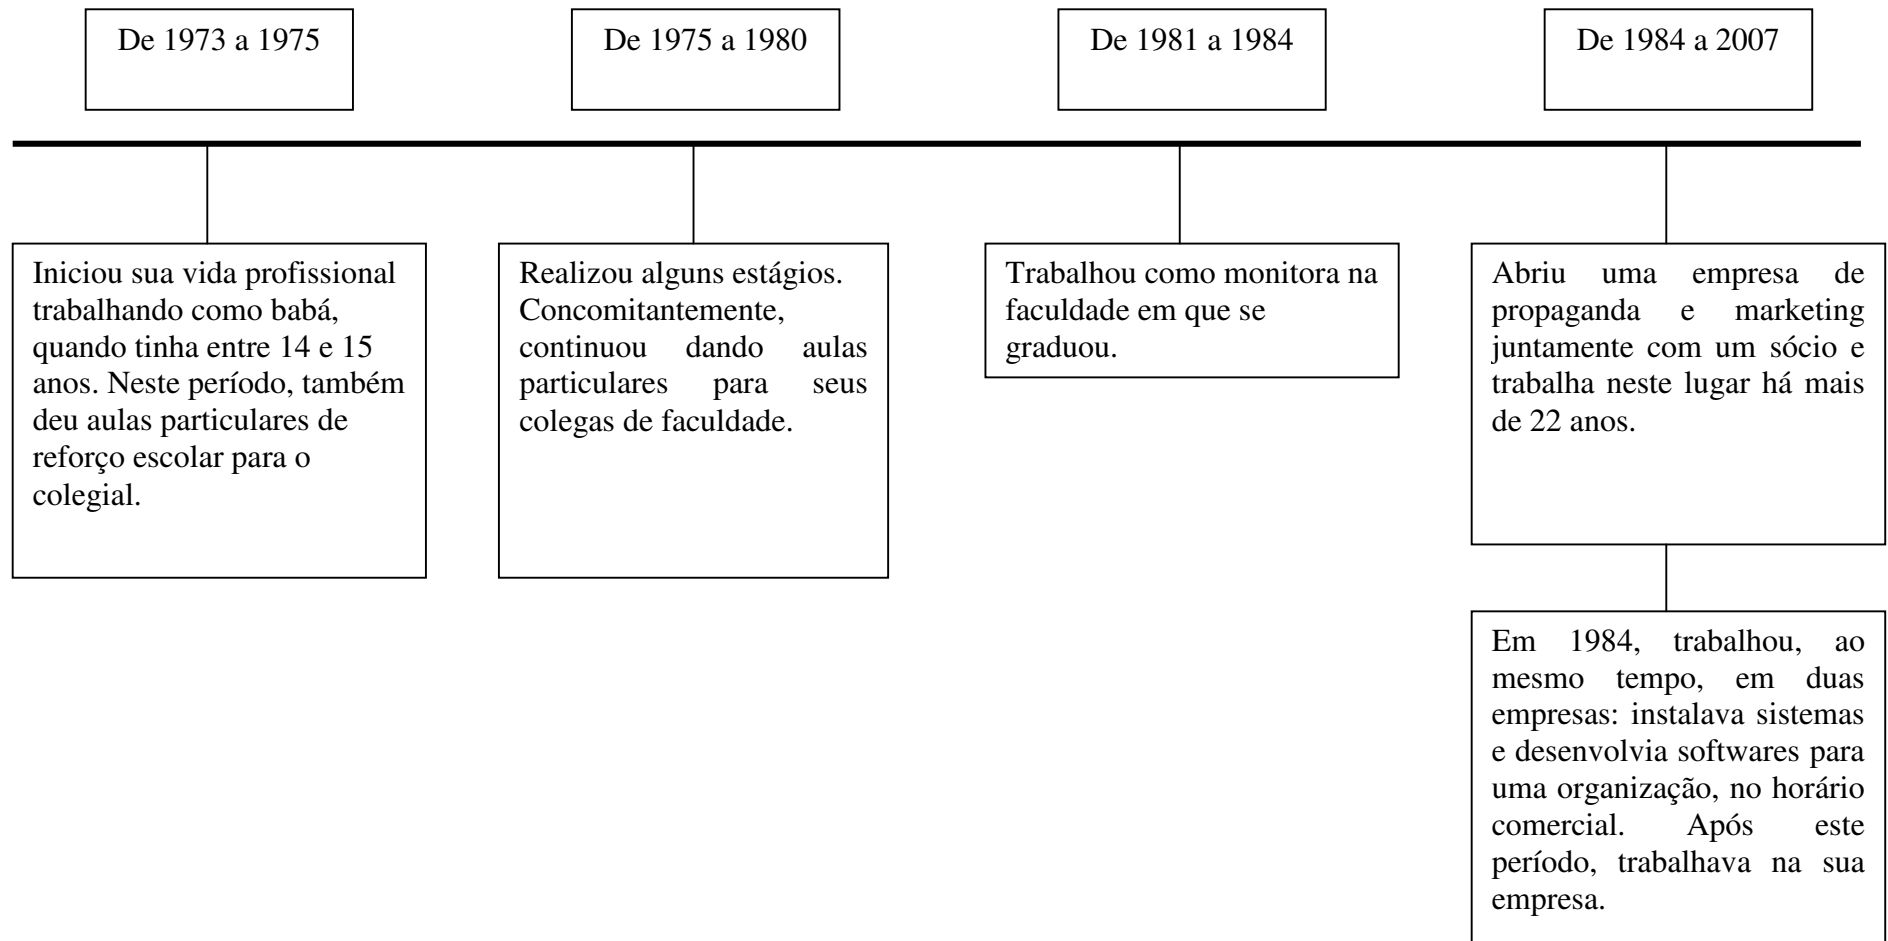 De 1973 a 1975
De 1975 a 1980
De 1981 a 1984
De 1984 a 2007
Iniciou sua vida profissional
trabalhando como babá,
quando tinha entre 14 e 15
anos. Neste período, também
deu aulas particulares de
reforço escolar para o
colegial.
Realizou alguns estágios.
Concomitantemente,
continuou dando aulas
particulares para seus
colegas de faculdade.
Trabalhou como monitora na
faculdade em que se
graduou.
Abriu uma empresa de
propaganda e marketing
juntamente com um sócio e
trabalha neste lugar há mais
de 22 anos.
Em 1984, trabalhou, ao
mesmo tempo, em duas
empresas: instalava sistemas
e desenvolvia softwares para
uma organização, no horário
comercial. Após este
período, trabalhava na sua
empresa.